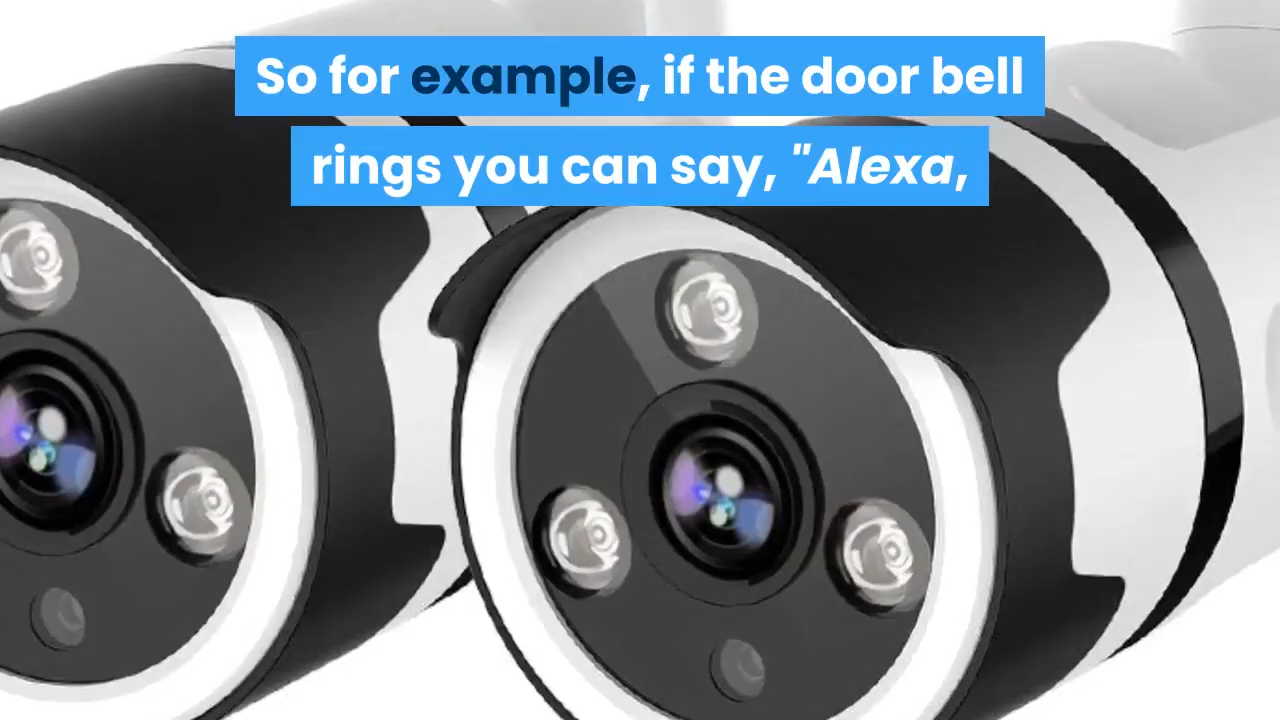 So for example, if the door bell
rings you can say, "Alexa,